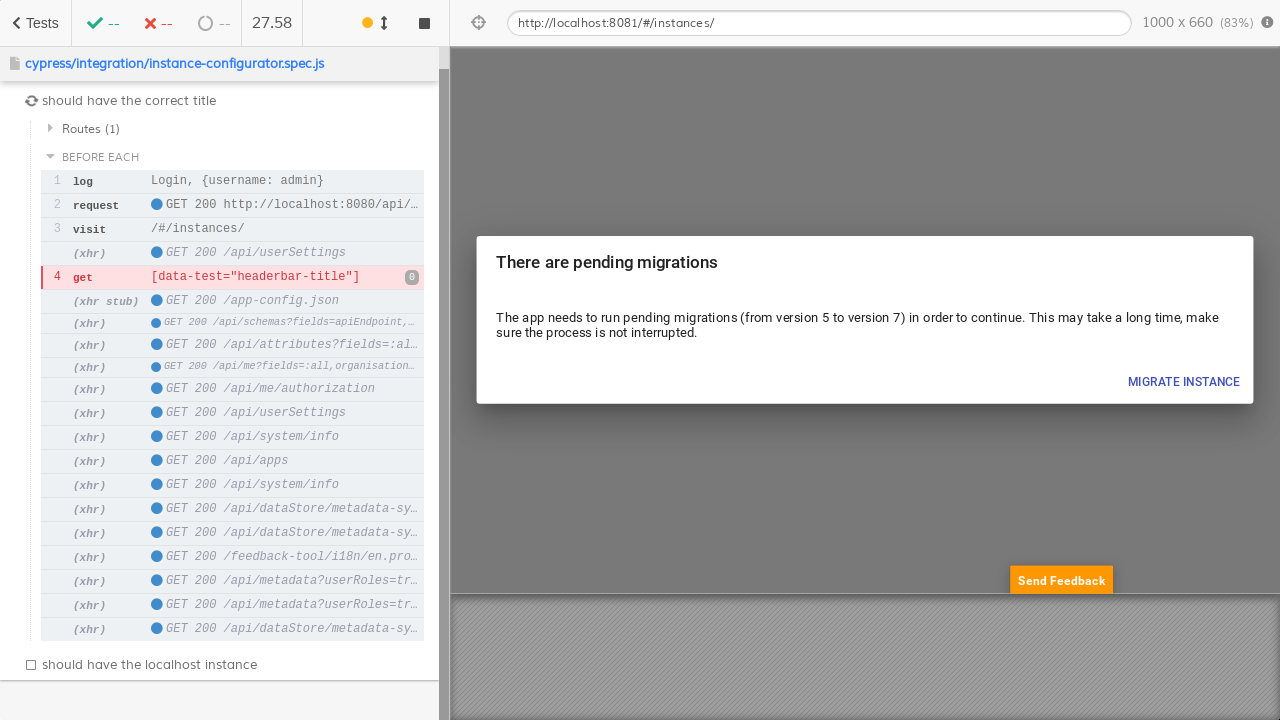 Tests
--
--
--
27.58
http://localhost:8081/#/instances/
1000 x 660 (83%)
cypress/integration/instance-configurator.spec.js
should have the correct title
Routes (1)
BEFORE EACH
1 log Login, {username: admin}
2 request GET 200 http://localhost:8080/api/…
3 visit /#/instances/
(xhr) GET 200 /api/userSettings
4 get [data-test="headerbar-title"] 0
(xhr stub) GET 200 /app-config.json
(xhr) GET 200 /api/schemas?fields=apiEndpoint,…
(xhr) GET 200 /api/attributes?fields=:al…
(xhr) GET 200 /api/me?fields=:all,organisation…
(xhr) GET 200 /api/me/authorization
(xhr) GET 200 /api/userSettings
(xhr) GET 200 /api/system/info
(xhr) GET 200 /api/apps
(xhr) GET 200 /api/system/info
(xhr) GET 200 /api/dataStore/metadata-sy…
(xhr) GET 200 /api/dataStore/metadata-sy…
(xhr) GET 200 /feedback-tool/i18n/en.pro…
(xhr) GET 200 /api/metadata?userRoles=tr…
(xhr) GET 200 /api/metadata?userRoles=tr…
(xhr) GET 200 /api/dataStore/metadata-sy…
should have the localhost instance
There are pending migrations
The app needs to run pending migrations (from version 5 to version 7) in order to continue. This may take a long time, make
sure the process is not interrupted.
MIGRATE INSTANCE
Send Feedback